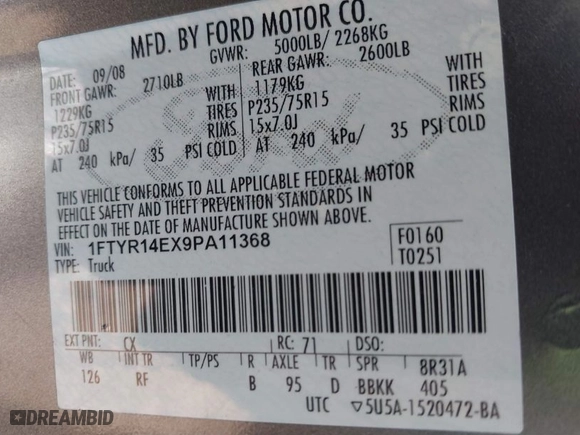 MFD. BY FORD MOTOR CO.
DATE: 09/08 GVWR: 5000LB/ 2268KG
FRONT GAWR: 2710LB REAR GAWR: 2600LB
1229KG WITH 1179KG WITH
P235/75R15 TIRES P235/75R15 TIRES
15x7.0J RIMS 15x7.0J RIMS
AT 240 kPa/ 35 PSI COLD AT 240 kPa/ 35 PSI COLD
THIS VEHICLE CONFORMS TO ALL APPLICABLE FEDERAL MOTOR
VEHICLE SAFETY AND THEFT PREVENTION STANDARDS IN
EFFECT ON THE DATE OF MANUFACTURE SHOWN ABOVE.
VIN: 1FTYR14EX9PA11368 F0160
TYPE: Truck T0251
EXT PNT: CX RC: 71 DSO:
WB INT TR TP/PS R AXLE TR SPR 8R31A
126 RF B 95 D BBKK 405
UTC ▽5U5A-1520472-BA
Ford
DREAMBID